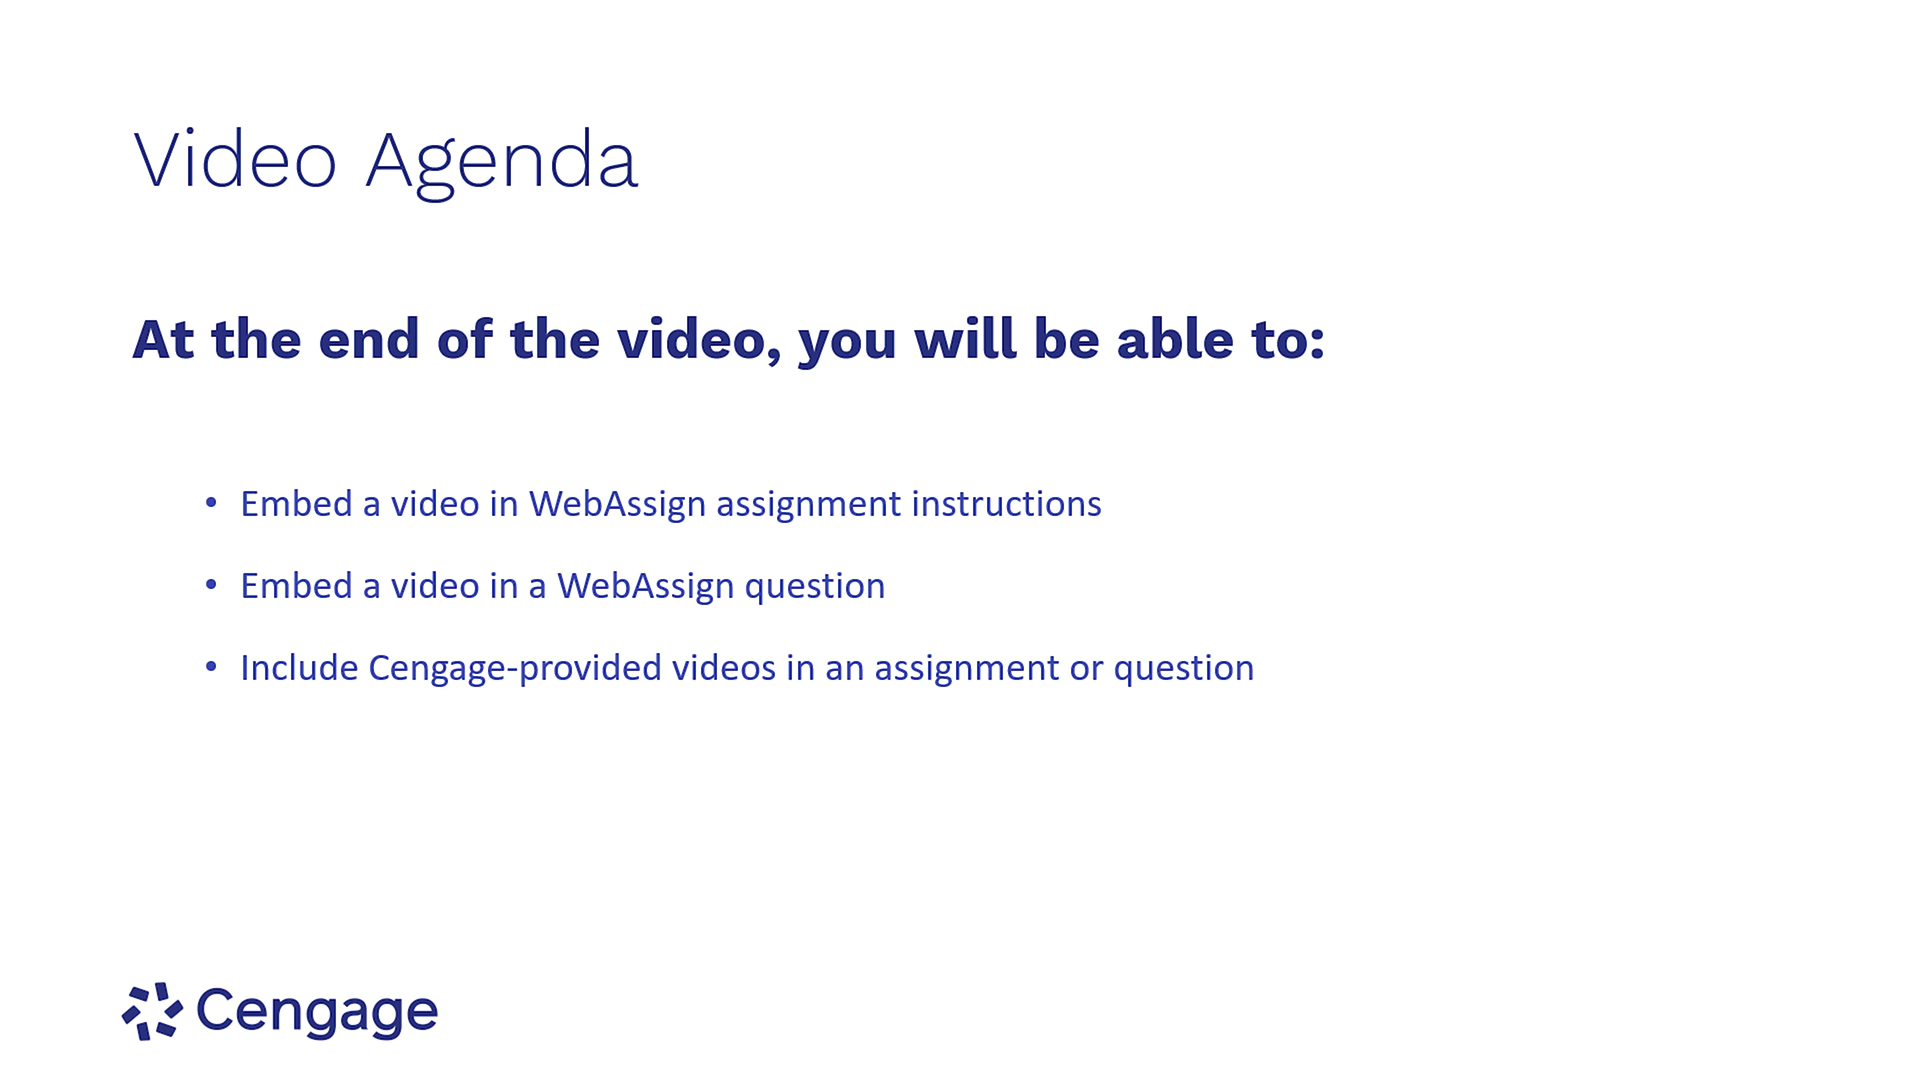 Video Agenda
At the end of the video, you will be able to:
• Embed a video in WebAssign assignment instructions
• Embed a video in a WebAssign question
• Include Cengage-provided videos in an assignment or question
Cengage